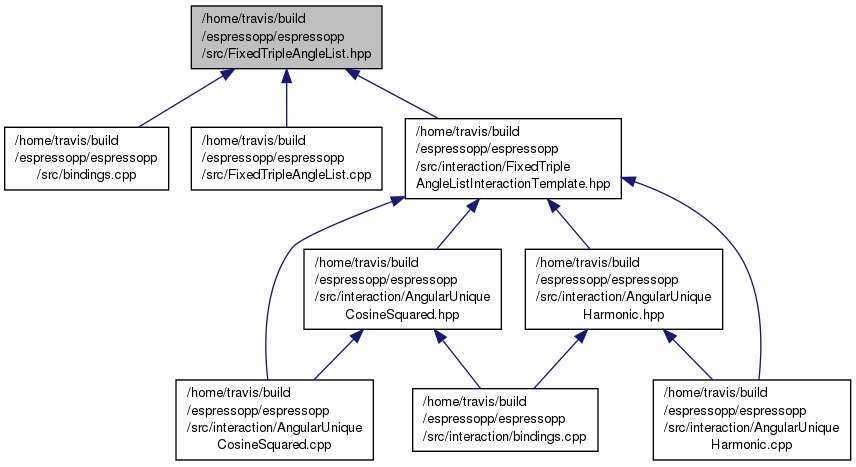 /home/travis/build
/espressopp/espressopp
/src/FixedTripleAngleList.hpp
/home/travis/build
/espressopp/espressopp
/src/bindings.cpp
/home/travis/build
/espressopp/espressopp
/src/FixedTripleAngleList.cpp
/home/travis/build
/espressopp/espressopp
/src/interaction/FixedTriple
AngleListInteractionTemplate.hpp
/home/travis/build
/espressopp/espressopp
/src/interaction/AngularUnique
CosineSquared.hpp
/home/travis/build
/espressopp/espressopp
/src/interaction/AngularUnique
Harmonic.hpp
/home/travis/build
/espressopp/espressopp
/src/interaction/AngularUnique
CosineSquared.cpp
/home/travis/build
/espressopp/espressopp
/src/interaction/bindings.cpp
/home/travis/build
/espressopp/espressopp
/src/interaction/AngularUnique
Harmonic.cpp